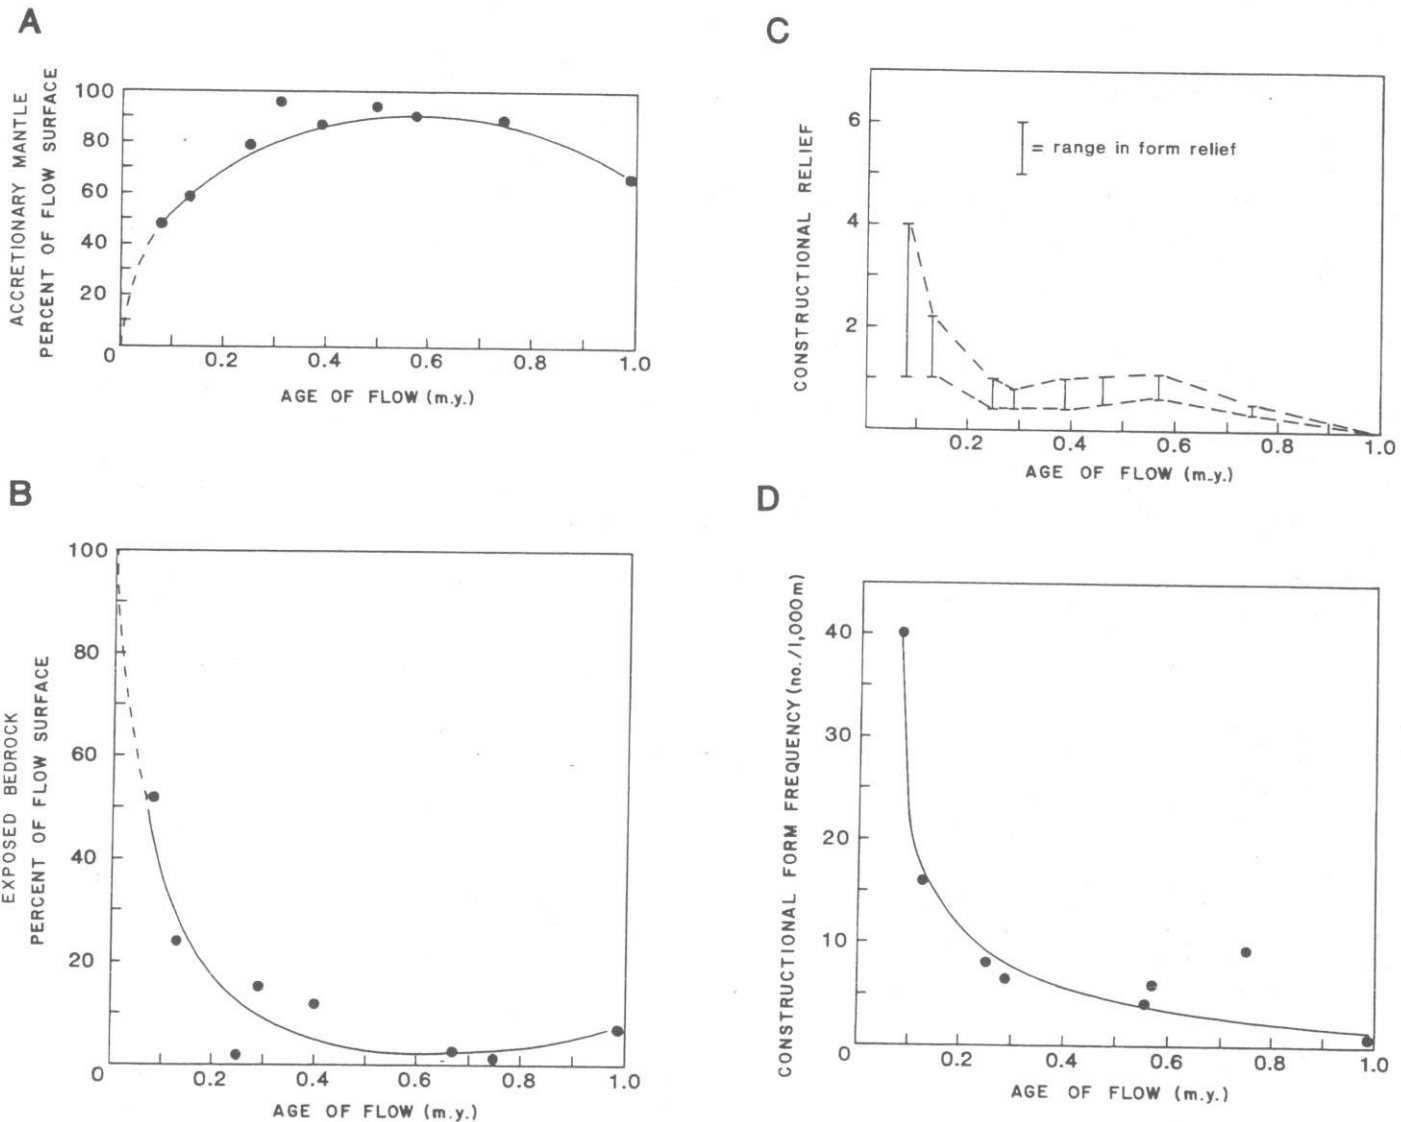 A
ACCRETIONARY MANTLE
PERCENT OF FLOW SURFACE
100
80
60
40
20
0
0.2
0.4
0.6
0.8
1.0
AGE OF FLOW (m.y.)
B
EXPOSED BEDROCK
PERCENT OF FLOW SURFACE
100
80
60
40
20
0
0.2
0.4
0.6
0.8
1.0
AGE OF FLOW (m.y.)
C
CONSTRUCTIONAL RELIEF
6
4
2
= range in form relief
0.2
0.4
0.6
0.8
1.0
AGE OF FLOW (m.y.)
D
CONSTRUCTIONAL FORM FREQUENCY (no./1,000m)
40
30
20
10
0
0.2
0.4
0.6
0.8
1.0
AGE OF FLOW (m.y.)